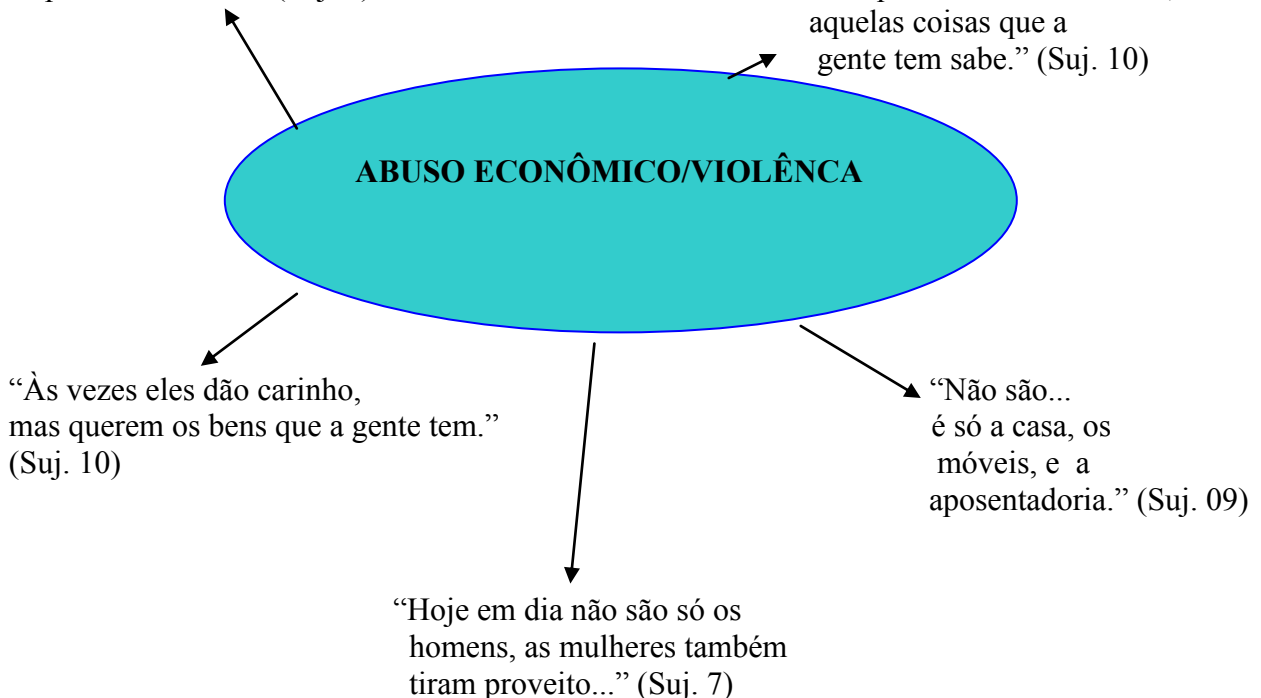 aquelas coisas que a
gente tem sabe.” (Suj. 10)
ABUSO ECONÔMICO/VIOLÊNCA
“Às vezes eles dão carinho,
mas querem os bens que a gente tem.”
(Suj. 10)
“Não são...
é só a casa, os
móveis, e a
aposentadoria.” (Suj. 09)
“Hoje em dia não são só os
homens, as mulheres também
tiram proveito...” (Suj. 7)